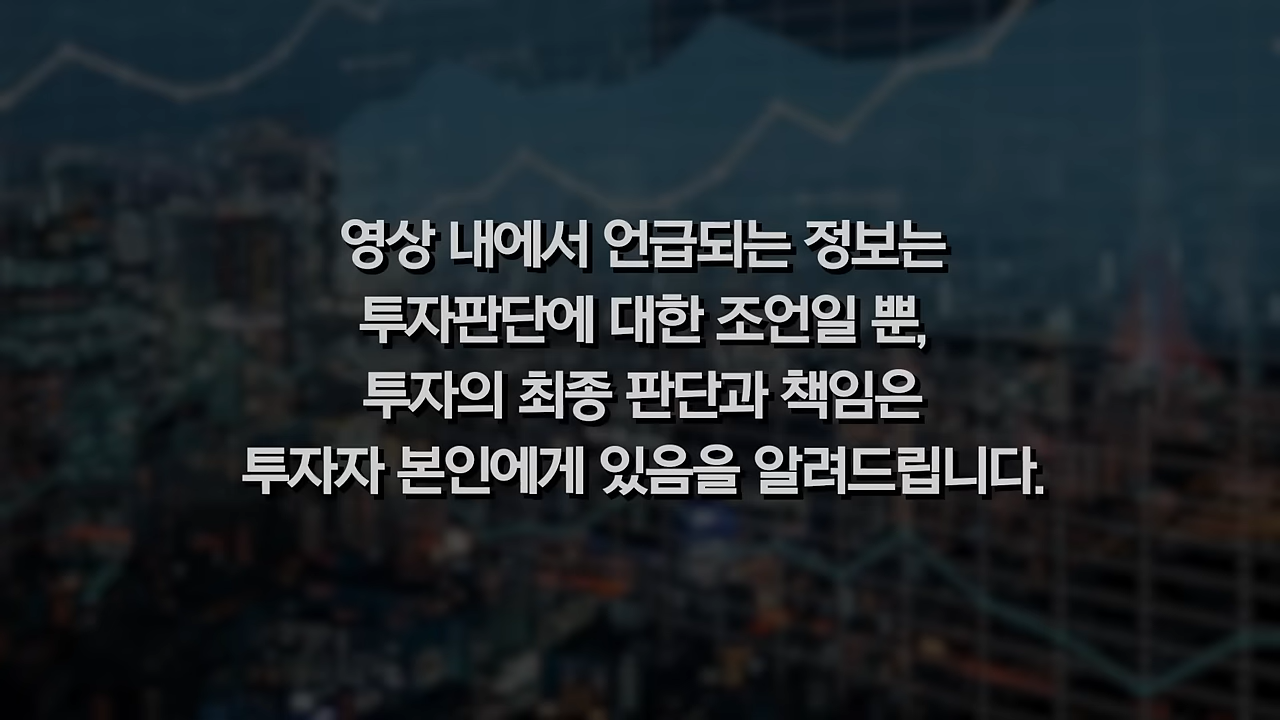 영상 내에서 언급되는 정보는
투자판단에 대한 조언일 뿐,
투자의 최종 판단과 책임은
투자자 본인에게 있음을 알려드립니다.